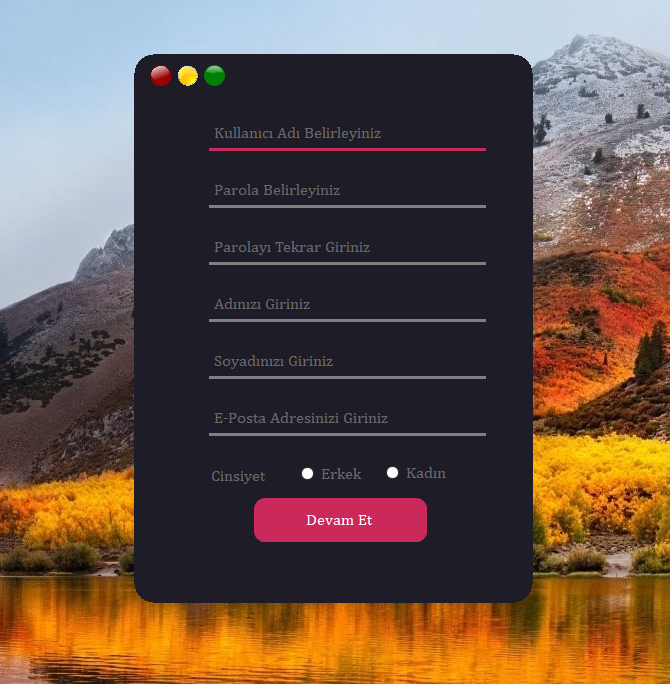 Kullanıcı Adı Belirleyiniz
Parola Belirleyiniz
Parolayı Tekrar Giriniz
Adınızı Giriniz
Soyadınızı Giriniz
E-Posta Adresinizi Giriniz
Cinsiyet Erkek Kadın
Devam Et